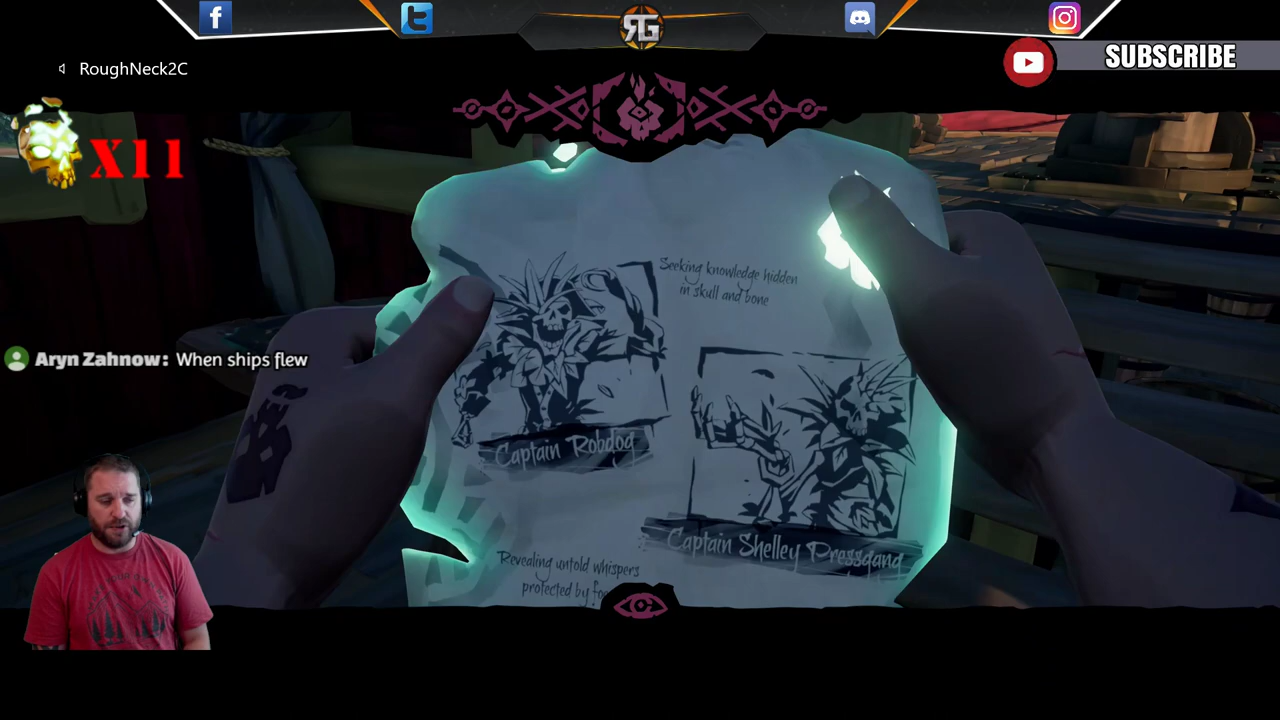 RG
SUBSCRIBE
RoughNeck2C
X11
Seeking knowledge hidden
in skull and bone
Aryn Zahnow: When ships flew
Captain Robdog
Captain Shelley Pressgang
Revealing untold whispers
protected by